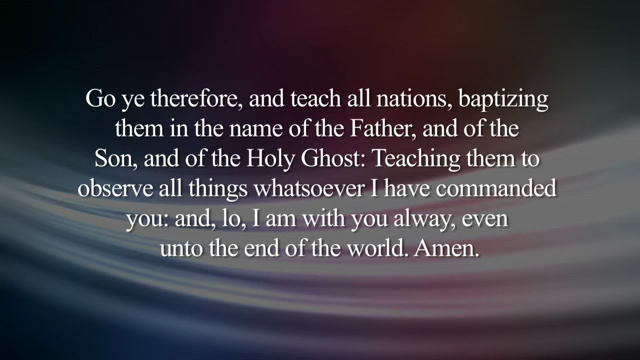 Go ye therefore, and teach all nations, baptizing
them in the name of the Father, and of the
Son, and of the Holy Ghost: Teaching them to
observe all things whatsoever I have commanded
you: and, lo, I am with you alway, even
unto the end of the world. Amen.